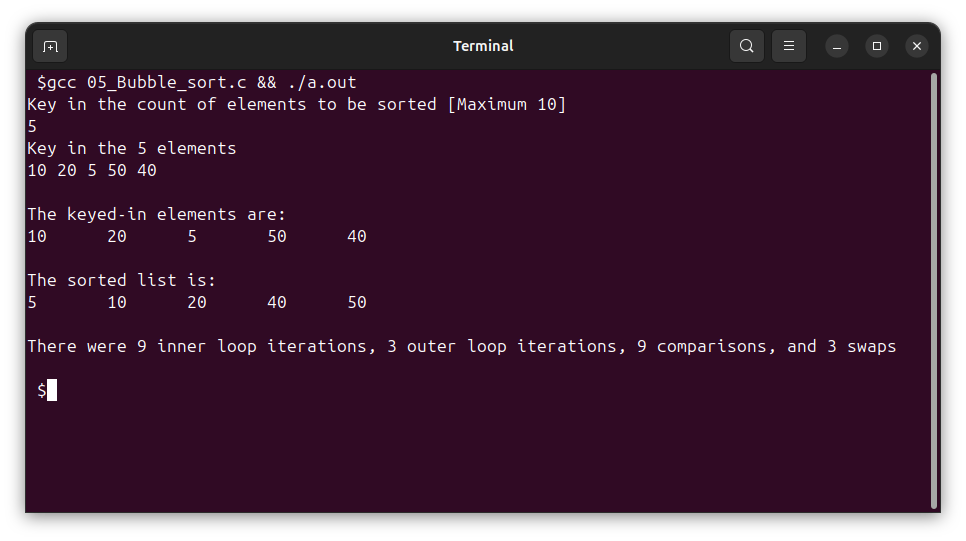 Terminal
$gcc 05_Bubble_sort.c && ./a.out
Key in the count of elements to be sorted [Maximum 10]
5
Key in the 5 elements
10 20 5 50 40
The keyed-in elements are:
10 20 5 50 40
The sorted list is:
5 10 20 40 50
There were 9 inner loop iterations, 3 outer loop iterations, 9 comparisons, and 3 swaps
$